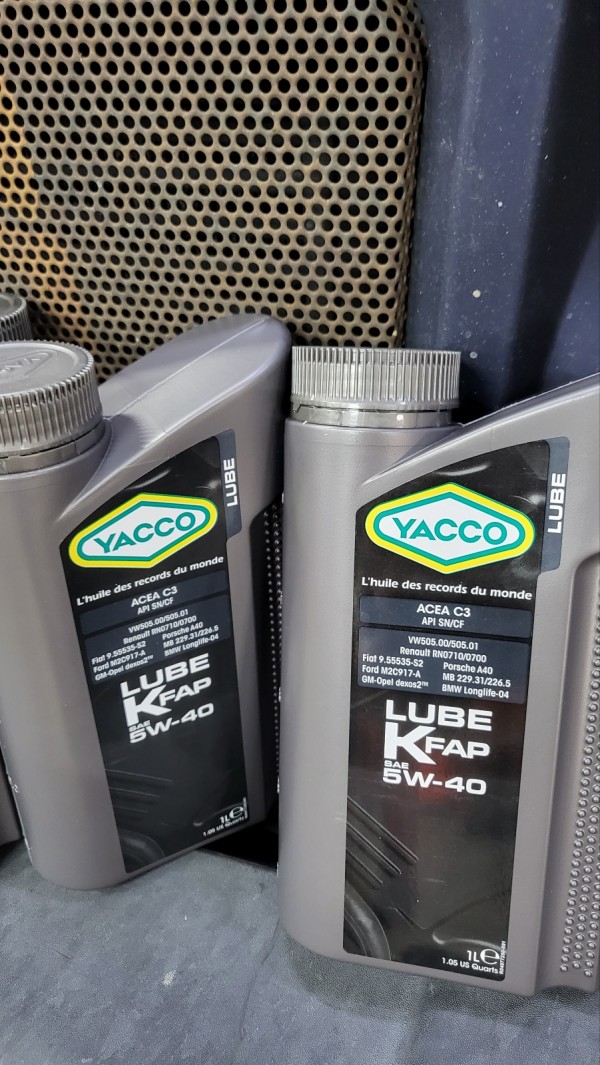 LUBE
YACCO
L'huile des records du monde
ACEA C3
API SN/CF
VW505.00/505.01
Renault RN0710/0700
Fiat 9.55535-S2 Porsche A40
Ford M2C917-A MB 229.31/226.5
GM-Opel dexos2™ BMW Longlife-04
LUBE
K FAP
SAE
5W-40
1L e
1.05 US Quarts
LUBE
YACCO
L'huile des records du monde
ACEA C3
API SN/CF
VW505.00/505.01
Renault RN0710/0700
Fiat 9.55535-S2 Porsche A40
Ford M2C917-A MB 229.31/226.5
GM-Opel dexos2™ BMW Longlife-04
LUBE
K FAP
SAE
5W-40
1L e
1.05 US Quarts